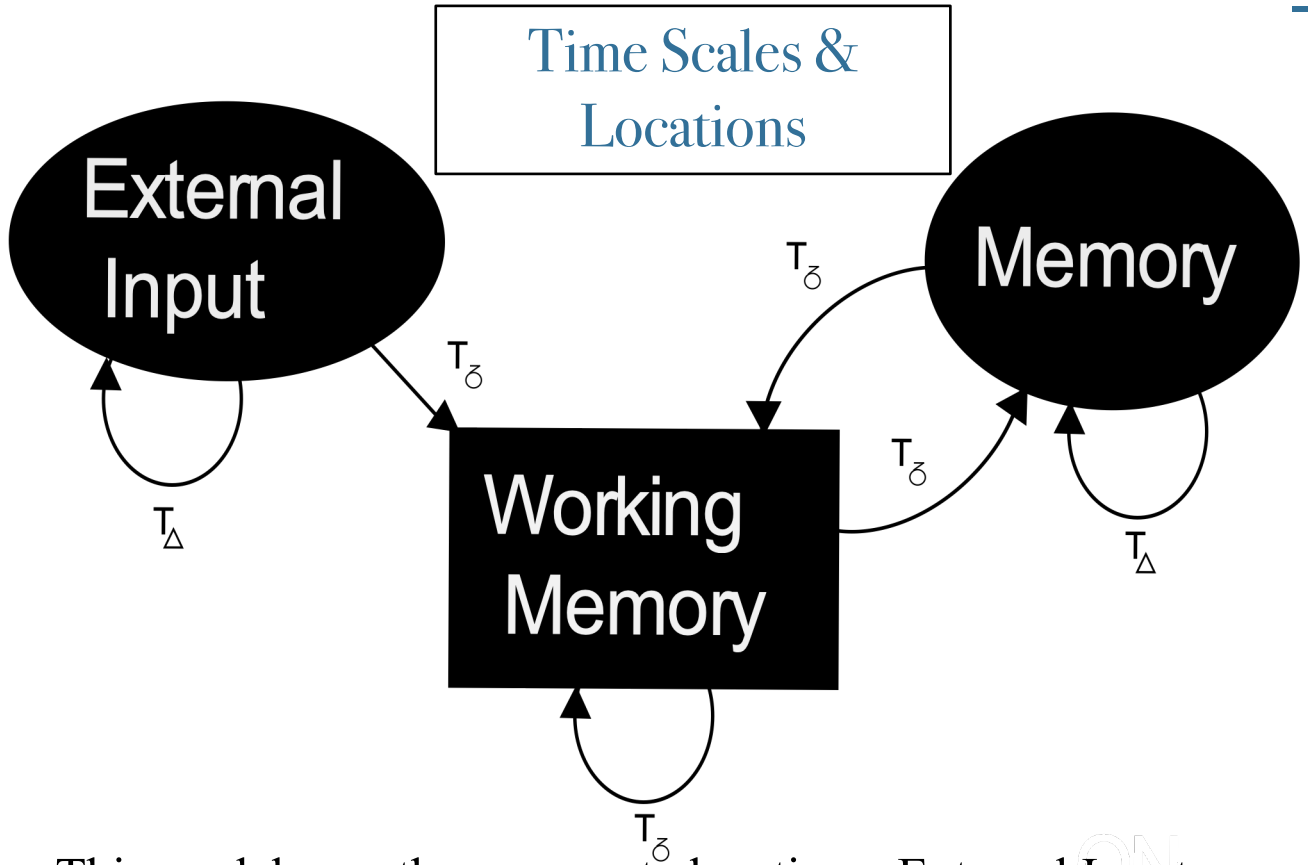 Time Scales &
Locations
External
Input
Memory
T
T
T
Working
Memory
T△
T△
T